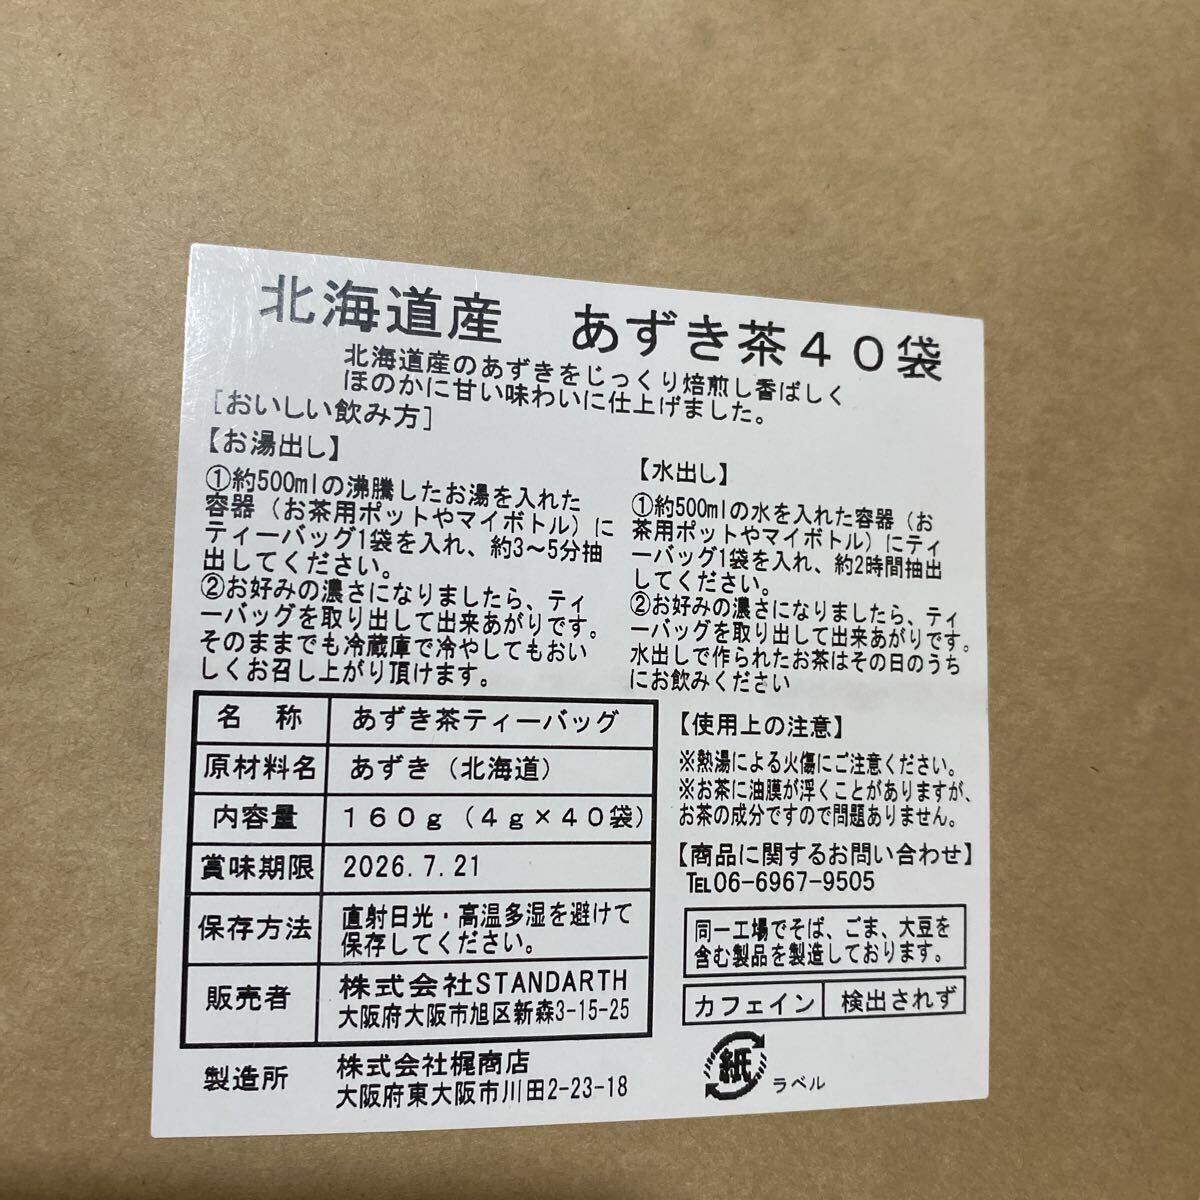 北海道産　あずき茶４０袋
北海道産のあずきをじっくり焙煎し香ばしく
ほのかに甘い味わいに仕上げました。
[おいしい飲み方]
【お湯出し】
①約500mlの沸騰したお湯を入れた
容器（お茶用ポットやマイボトル）に
ティーバッグ1袋を入れ、約3～5分抽
出してください。
②お好みの濃さになりましたら、ティ
ーバッグを取り出して出来あがりです。
そのままでも冷蔵庫で冷やしてもおい
しくお召し上がり頂けます。
【水出し】
①約500mlの水を入れた容器（お
茶用ポットやマイボトル）にティ
ーバッグ1袋を入れ、約2時間抽出
してください。
②お好みの濃さになりましたら、ティ
ーバッグを取り出して出来あがりです。
水出しで作られたお茶はその日のうち
にお飲みください
名　称　あずき茶ティーバッグ
原材料名　あずき（北海道）
内容量　１６０ｇ（４ｇ×４０袋）
賞味期限　2026.7.21
保存方法　直射日光・高温多湿を避けて
保存してください。
販売者　株式会社STANDARTH
大阪府大阪市旭区新森3-15-25
製造所　株式会社梶商店
大阪府東大阪市川田2-23-18
【使用上の注意】
※熱湯による火傷にご注意ください。
※お茶に油膜が浮くことがありますが、
お茶の成分ですので問題ありません。
【商品に関するお問い合わせ】
℡06-6967-9505
同一工場でそば、ごま、大豆を
含む製品を製造しております。
カフェイン　検出されず
紙　ラベル